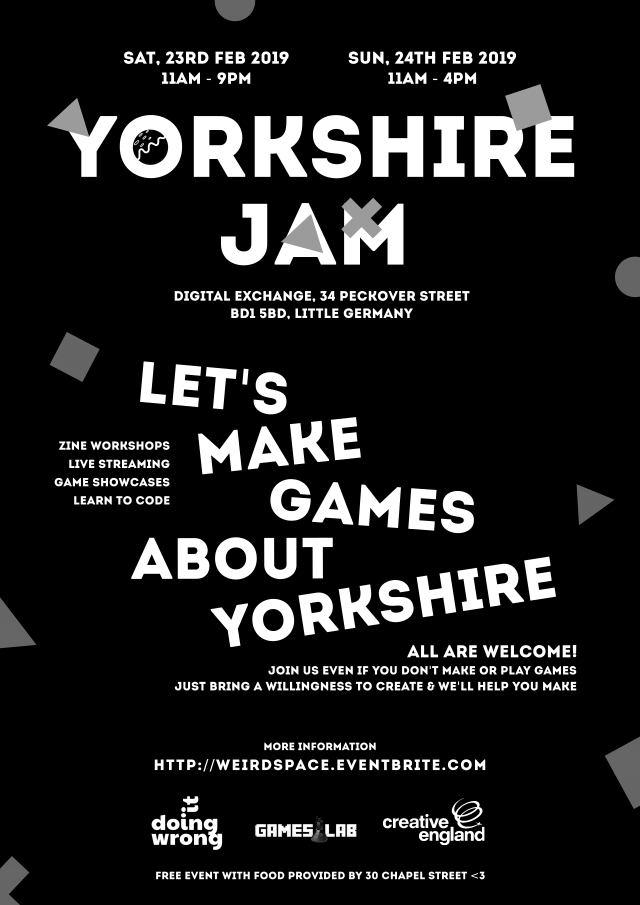 SAT, 23RD FEB 2019
11AM - 9PM
SUN, 24TH FEB 2019
11AM - 4PM
YORKSHIRE
JAM
DIGITAL EXCHANGE, 34 PECKOVER STREET
BD1 5BD, LITTLE GERMANY
LET'S
MAKE
GAMES
ABOUT
YORKSHIRE
ZINE WORKSHOPS
LIVE STREAMING
GAME SHOWCASES
LEARN TO CODE
ALL ARE WELCOME!
JOIN US EVEN IF YOU DON'T MAKE OR PLAY GAMES
JUST BRING A WILLINGNESS TO CREATE & WE'LL HELP YOU MAKE
MORE INFORMATION
HTTP://WEIRDSPACE.EVENTBRITE.COM
doing it
wrong
GAMES LAB
creative
england
FREE EVENT WITH FOOD PROVIDED BY 30 CHAPEL STREET <3